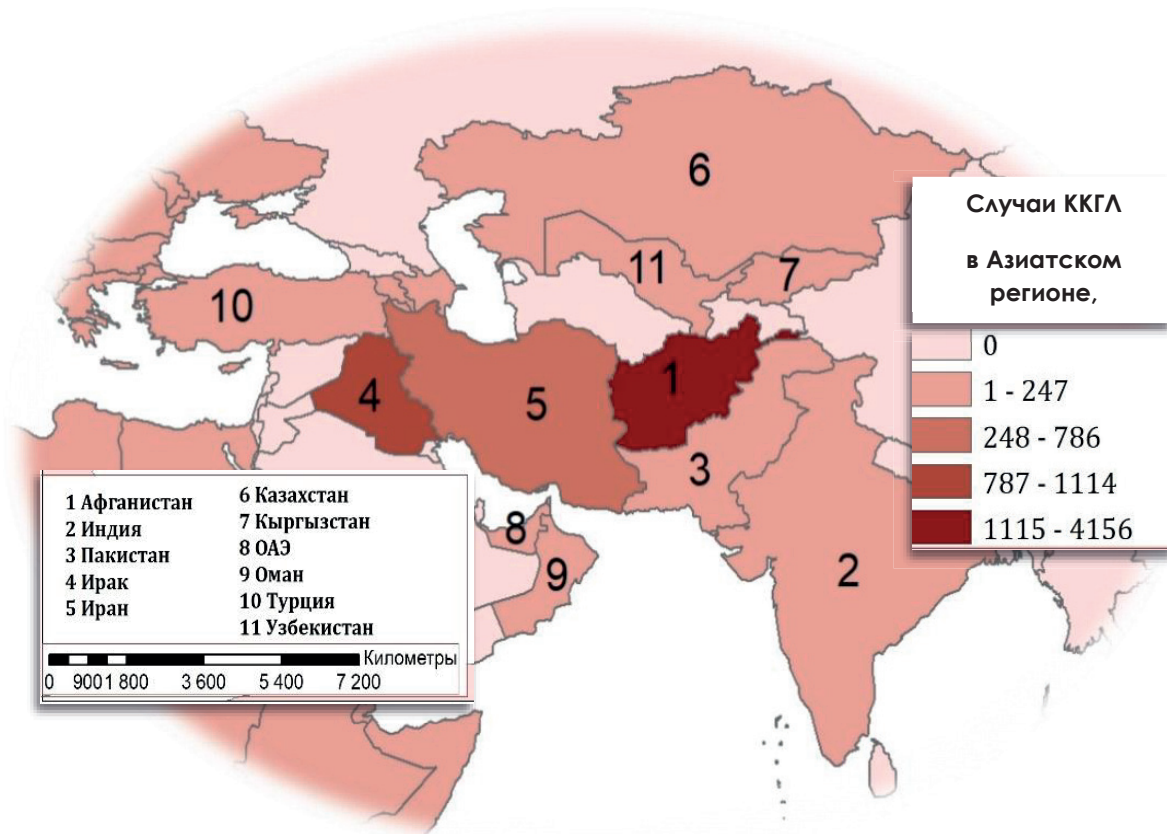 6
11
7
10
4
5
1
3
8
9
2
Случаи ККГЛ
в Азиатском
регионе,
0
1 - 247
248 - 786
787 - 1114
1115 - 4156
1 Афганистан
2 Индия
3 Пакистан
4 Ирак
5 Иран
6 Казахстан
7 Кыргызстан
8 ОАЭ
9 Оман
10 Турция
11 Узбекистан
Километры
0 900 1 800 3 600 5 400 7 200